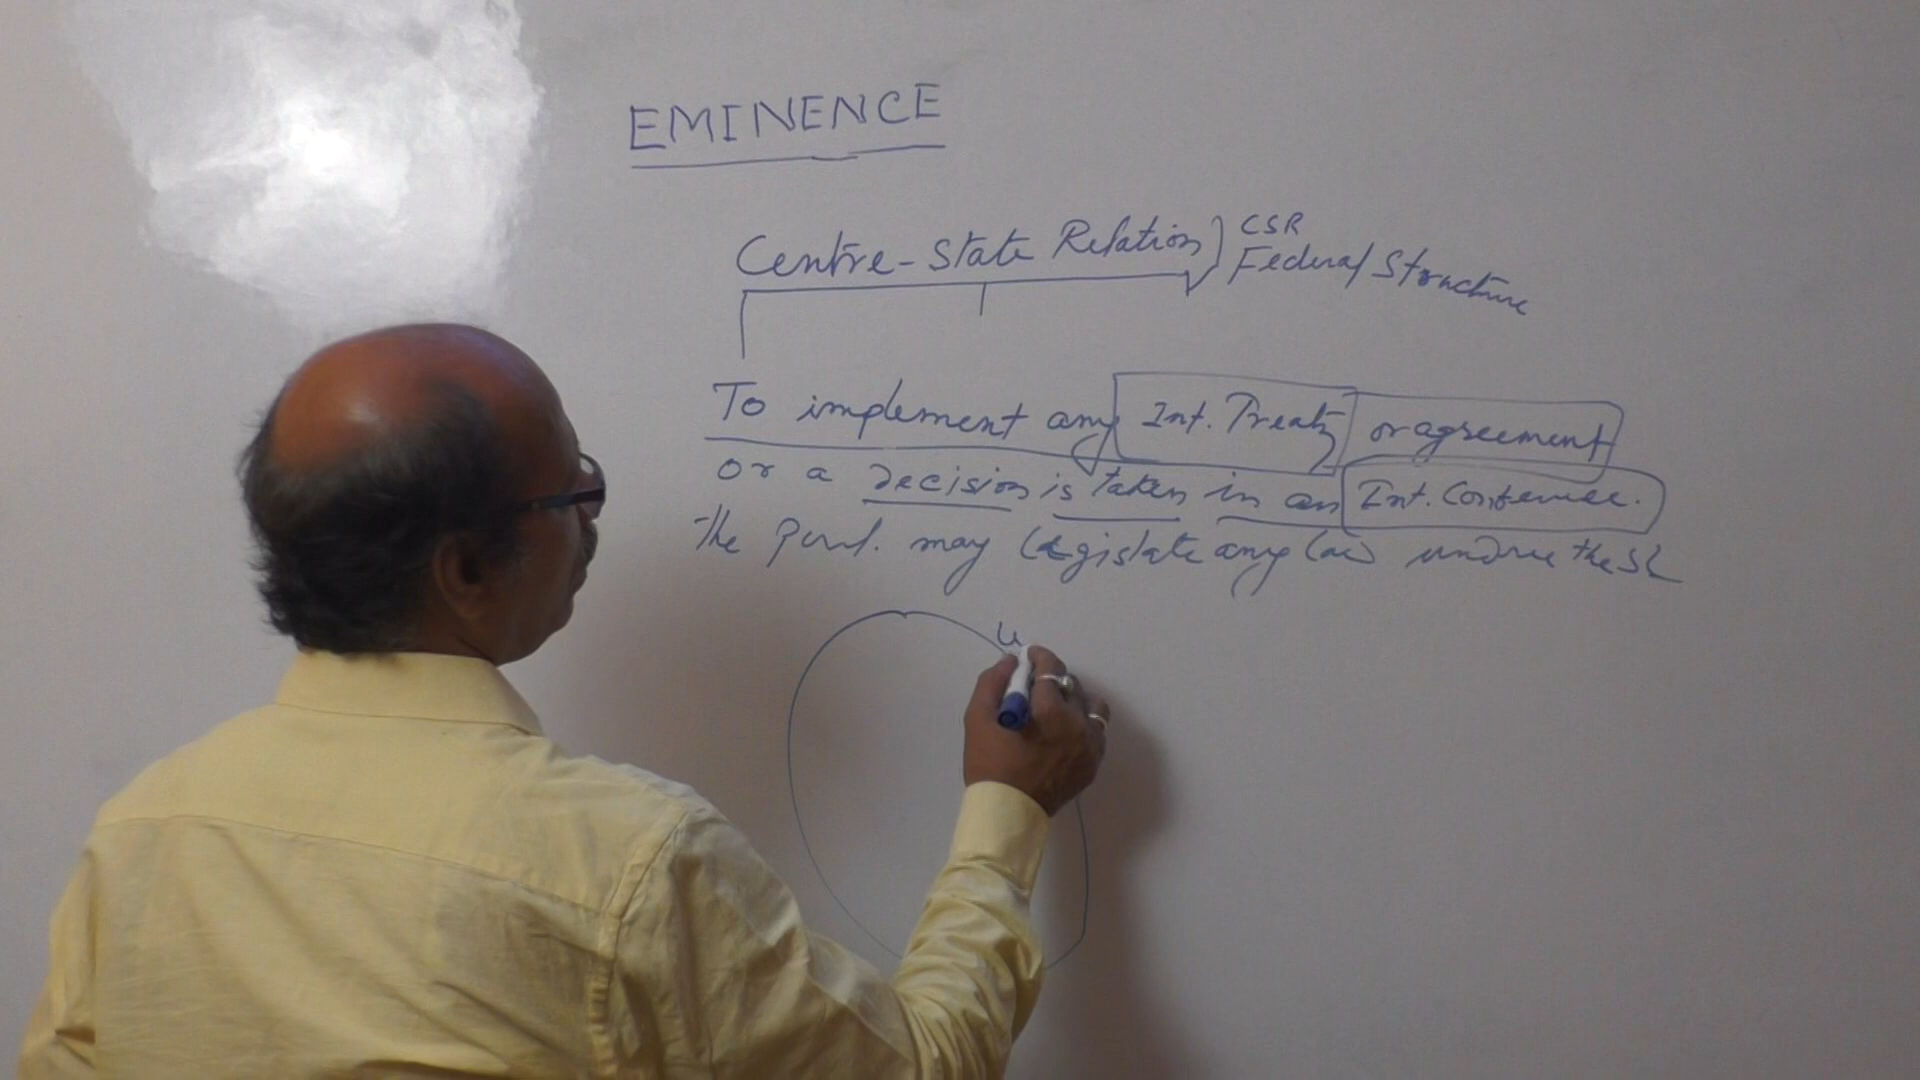 EMINENCE
Centre-State Relation) CSR
Federal Structure
To implement any Int. Treaty or agreement
or a decision is taken in an Int. Conference.
The Parl. may legislate any law under the SL
U